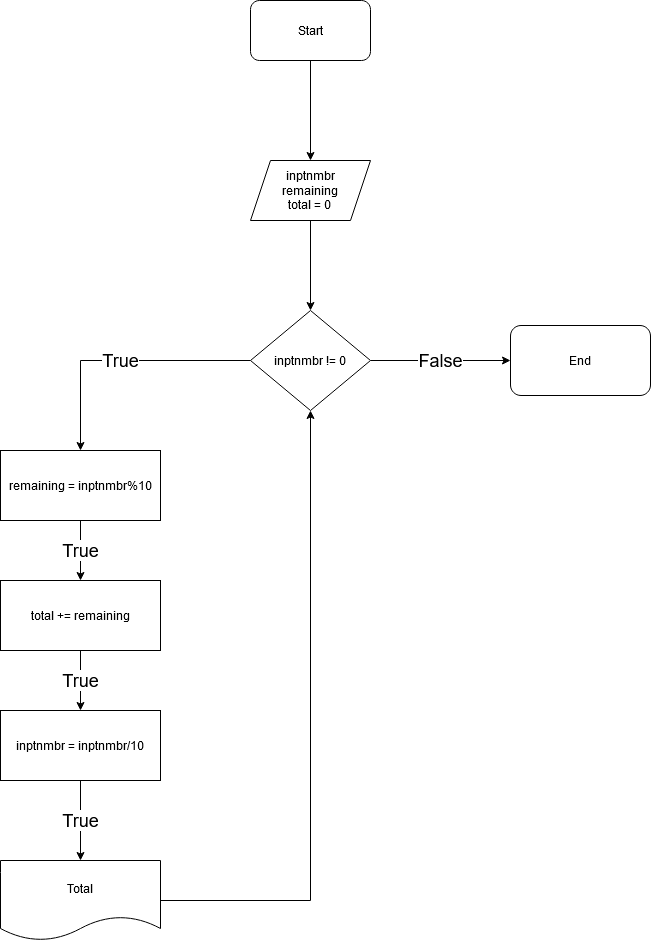 Start
inptnmbr
remaining
total = 0
inptnmbr != 0
True
False
End
remaining = inptnmbr%10
True
total += remaining
True
inptnmbr = inptnmbr/10
True
Total